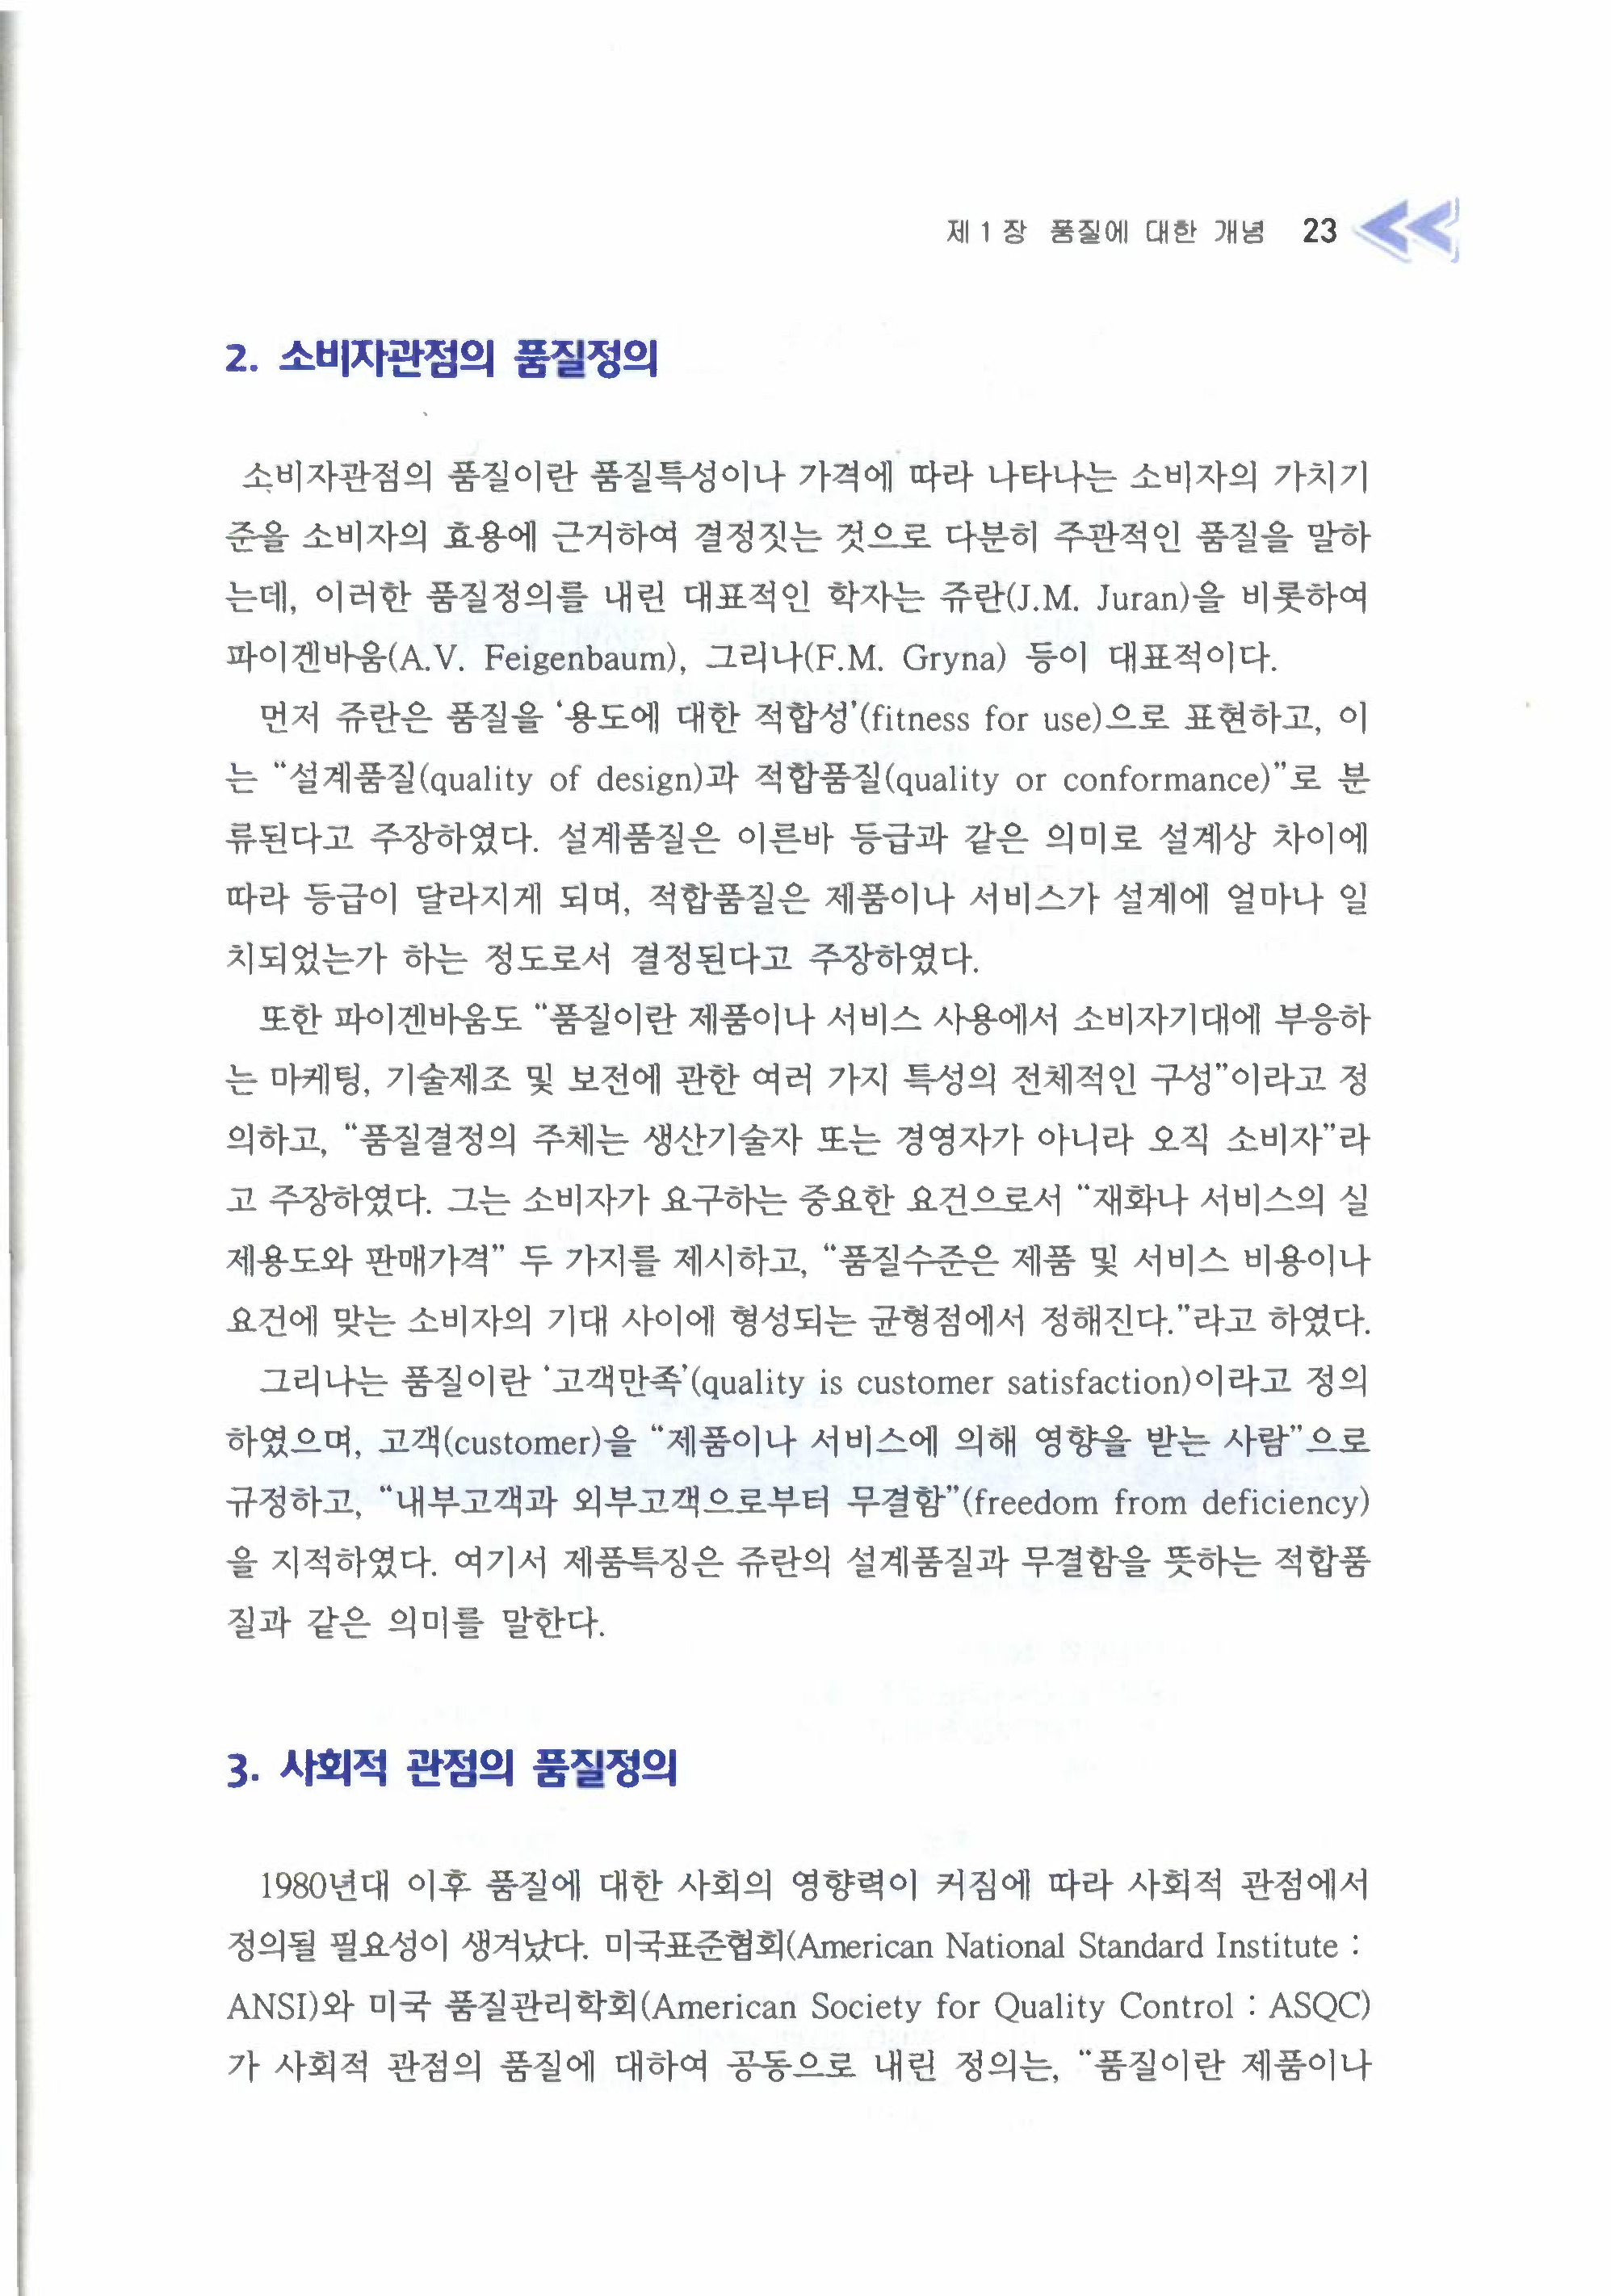 제 1 장 품질에 대한 개념 23
2. 소비자관점의 품질정의
소비자관점의 품질이란 품질특성이나 가격에 따라 나타나는 소비자의 가치기
준을 소비자의 효용에 근거하여 결정짓는 것으로 다분히 주관적인 품질을 말하
는데, 이러한 품질정의를 내린 대표적인 학자는 쥬란(J.M. Juran)을 비롯하여
파이겐바움(A.V. Feigenbaum), 그리나(F.M. Gryna) 등이 대표적이다.
먼저 쥬란은 품질을 ‘용도에 대한 적합성’(fitness for use)으로 표현하고, 이
는 “설계품질(quality of design)과 적합품질(quality or conformance)”로 분
류된다고 주장하였다. 설계품질은 이른바 등급과 같은 의미로 설계상 차이에
따라 등급이 달라지게 되며, 적합품질은 제품이나 서비스가 설계에 얼마나 일
치되었는가 하는 정도로서 결정된다고 주장하였다.
또한 파이겐바움도 “품질이란 제품이나 서비스 사용에서 소비자기대에 부응하
는 마케팅, 기술제조 및 보전에 관한 여러 가지 특성의 전체적인 구성”이라고 정
의하고, “품질결정의 주체는 생산기술자 또는 경영자가 아니라 오직 소비자”라
고 주장하였다. 그는 소비자가 요구하는 중요한 요건으로서 “재화나 서비스의 실
제용도와 판매가격” 두 가지를 제시하고, “품질수준은 제품 및 서비스 비용이나
요건에 맞는 소비자의 기대 사이에 형성되는 균형점에서 정해진다.”라고 하였다.
그리나는 품질이란 ‘고객만족’(quality is customer satisfaction)이라고 정의
하였으며, 고객(customer)을 “제품이나 서비스에 의해 영향을 받는 사람”으로
규정하고, “내부고객과 외부고객으로부터 무결함”(freedom from deficiency)
을 지적하였다. 여기서 제품특징은 쥬란의 설계품질과 무결함을 뜻하는 적합품
질과 같은 의미를 말한다.
3. 사회적 관점의 품질정의
1980년대 이후 품질에 대한 사회의 영향력이 커짐에 따라 사회적 관점에서
정의될 필요성이 생겨났다. 미국표준협회(American National Standard Institute :
ANSI)와 미국 품질관리학회(American Society for Quality Control : ASQC)
가 사회적 관점의 품질에 대하여 공동으로 내린 정의는, “품질이란 제품이나